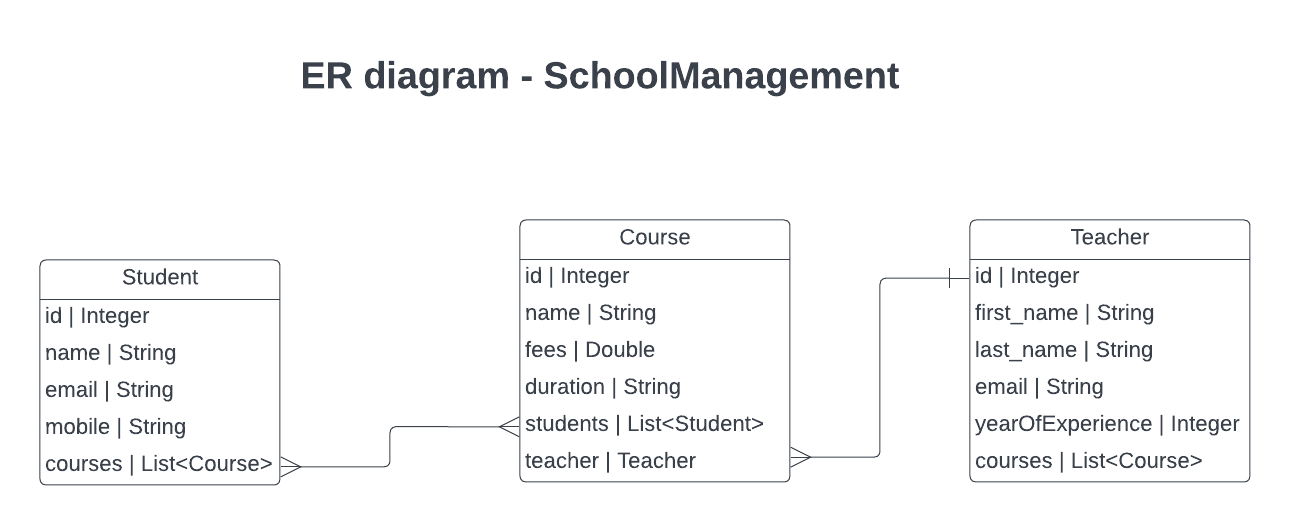 ER diagram - SchoolManagement
Student
id | Integer
name | String
email | String
mobile | String
courses | List<Course>
Course
id | Integer
name | String
fees | Double
duration | String
students | List<Student>
teacher | Teacher
Teacher
id | Integer
first_name | String
last_name | String
email | String
yearOfExperience | Integer
courses | List<Course>